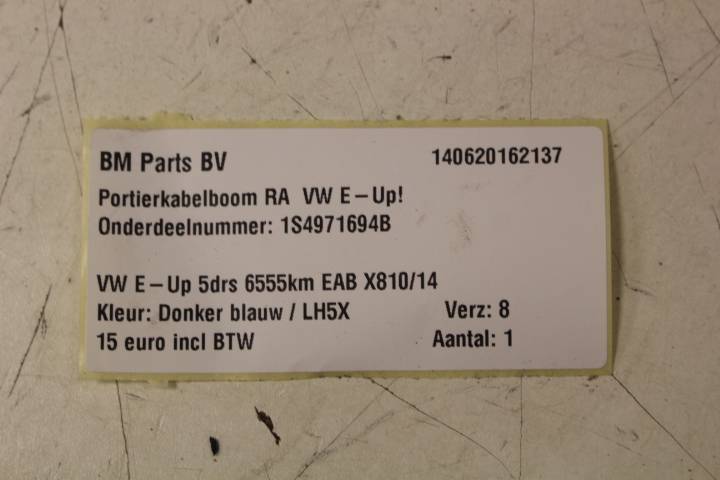 BM Parts BV 140620162137
Portierkabelboom RA VW E-Up!
Onderdeelnummer: 1S4971694B
VW E-Up 5drs 6555km EAB X810/14
Kleur: Donker blauw / LH5X Verz: 8
15 euro incl BTW Aantal: 1